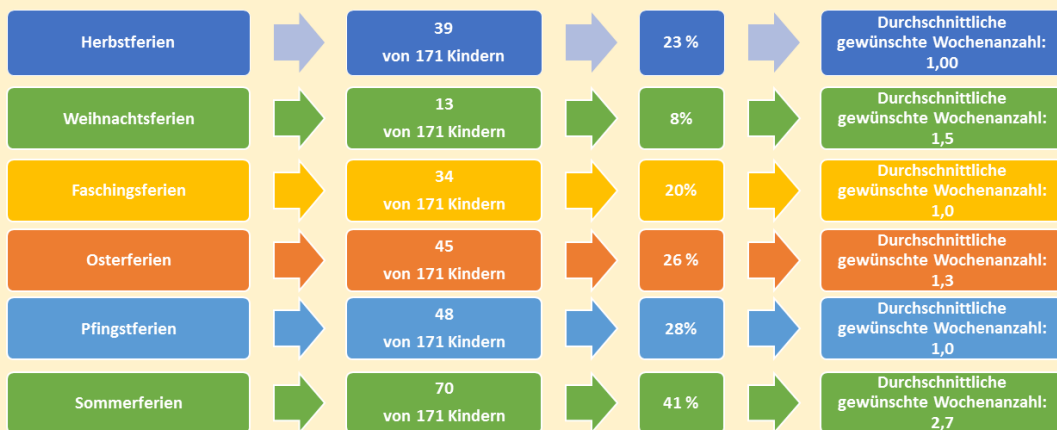 Herbstferien
39
von 171 Kindern
23 %
Durchschnittliche
gewünschte Wochenanzahl:
1,00
Weihnachtsferien
13
von 171 Kindern
8%
Durchschnittliche
gewünschte Wochenanzahl:
1,5
Faschingsferien
34
von 171 Kindern
20%
Durchschnittliche
gewünschte Wochenanzahl:
1,0
Osterferien
45
von 171 Kindern
26 %
Durchschnittliche
gewünschte Wochenanzahl:
1,3
Pfingstferien
48
von 171 Kindern
28%
Durchschnittliche
gewünschte Wochenanzahl:
1,0
Sommerferien
70
von 171 Kindern
41 %
Durchschnittliche
gewünschte Wochenanzahl:
2,7